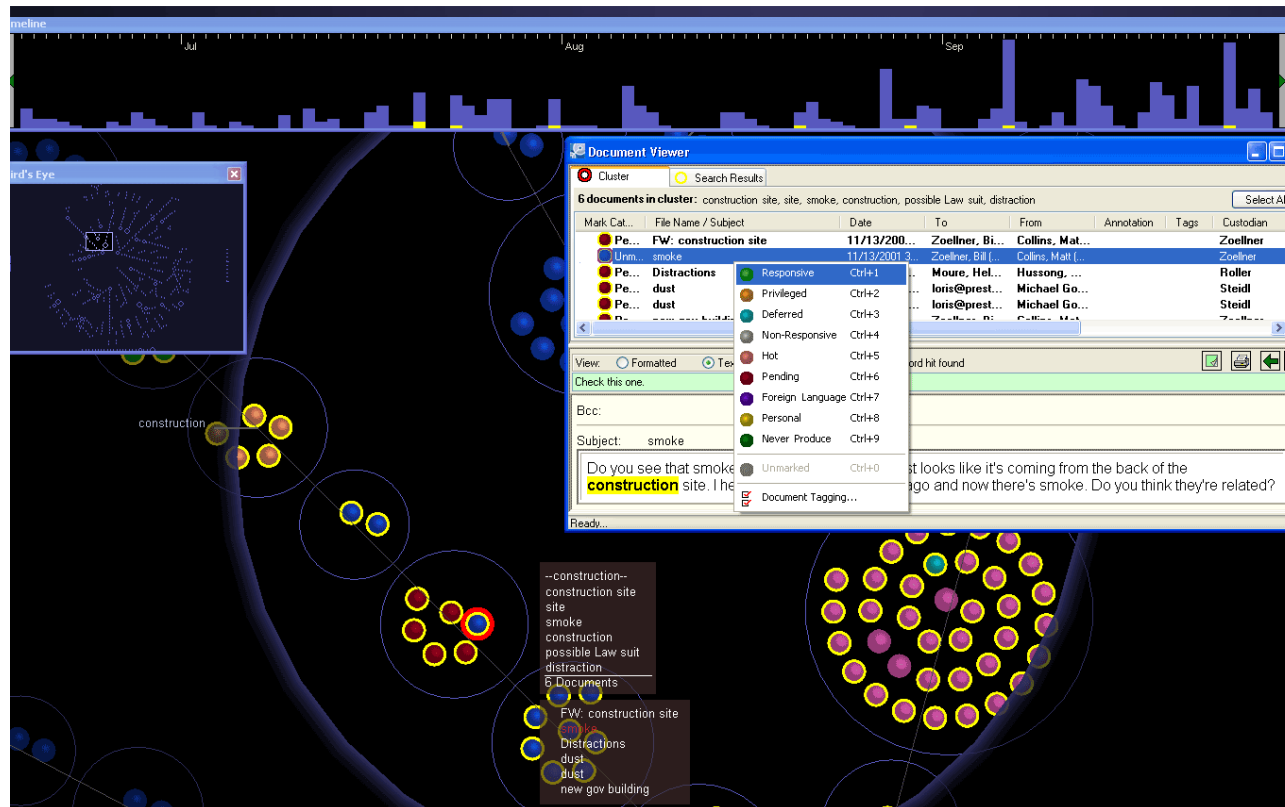 meline
Jul
Aug
Sep
Document Viewer
ird's Eye
Cluster
Search Results
6 documents in cluster: construction site, site, smoke, construction, possible Law suit, distraction
Select Al
Mark Cat...
File Name / Subject
Date
To
From
Annotation
Tags
Custodian
Pe...
FW: construction site
11/13/200...
Zoellner, Bi...
Collins, Mat...
Zoellner
Unm...
smoke
11/13/2001 3...
Zoellner, Bill (...
Collins, Matt (...
Zoellner
Pe...
Distractions
Moure, Hel...
Hussong, ...
Roller
Pe...
dust
loris@prest...
Michael Go...
Steidl
Pe...
dust
loris@prest...
Michael Go...
Steidl
Responsive Ctrl+1
Privileged Ctrl+2
Deferred Ctrl+3
Non-Responsive Ctrl+4
Hot Ctrl+5
Pending Ctrl+6
Foreign Language Ctrl+7
Personal Ctrl+8
Never Produce Ctrl+9
Unmarked Ctrl+0
Document Tagging...
View:
Formatted
Tex
ord hit found
Check this one.
Bcc:
Subject: smoke
Do you see that smoke
st looks like it's coming from the back of the
construction site. I he
ago and now there's smoke. Do you think they're related?
Ready...
construction
--construction--
construction site
site
smoke
construction
possible Law suit
distraction
6 Documents
FW: construction site
smoke
Distractions
dust
dust
new gov building